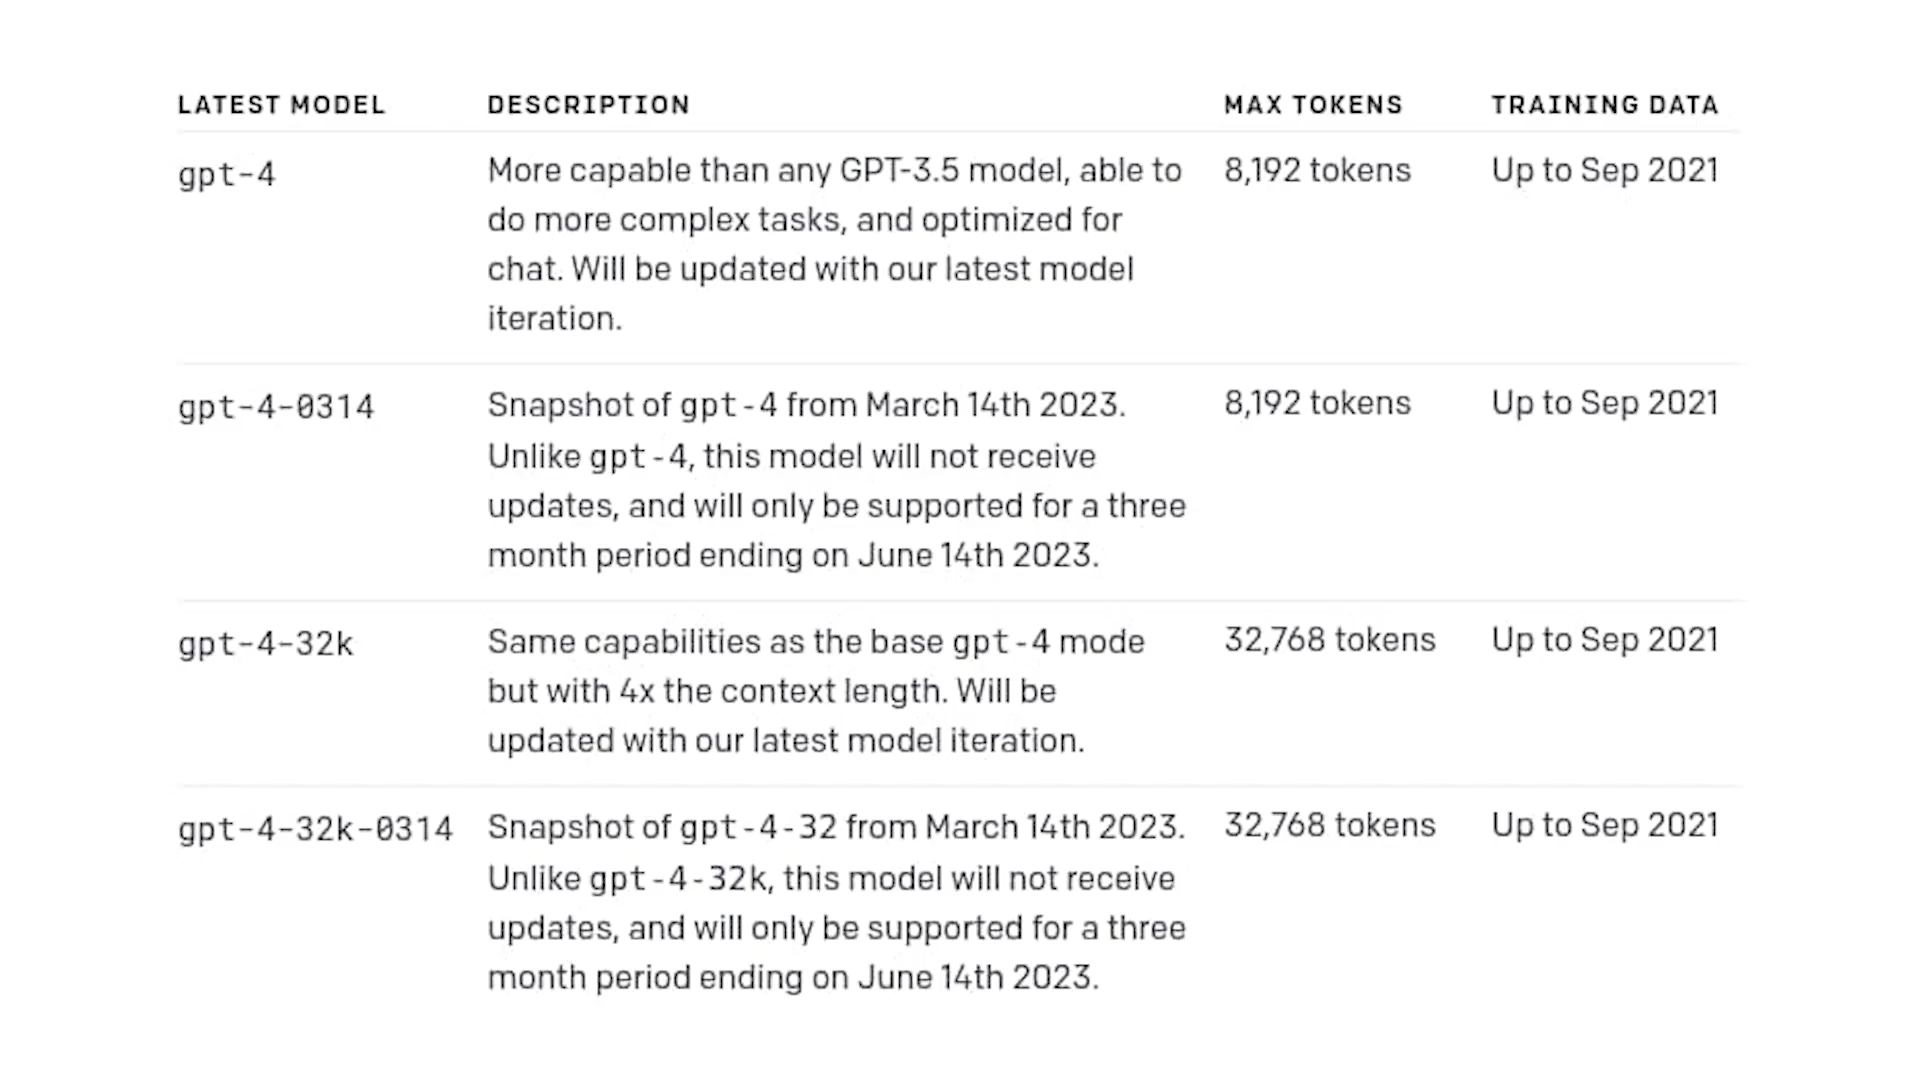 LATEST MODEL DESCRIPTION MAX TOKENS TRAINING DATA
gpt-4 More capable than any GPT-3.5 model, able to 8,192 tokens Up to Sep 2021
do more complex tasks, and optimized for
chat. Will be updated with our latest model
iteration.
gpt-4-0314 Snapshot of gpt-4 from March 14th 2023. 8,192 tokens Up to Sep 2021
Unlike gpt-4, this model will not receive
updates, and will only be supported for a three
month period ending on June 14th 2023.
gpt-4-32k Same capabilities as the base gpt-4 mode 32,768 tokens Up to Sep 2021
but with 4x the context length. Will be
updated with our latest model iteration.
gpt-4-32k-0314 Snapshot of gpt-4-32 from March 14th 2023. 32,768 tokens Up to Sep 2021
Unlike gpt-4-32k, this model will not receive
updates, and will only be supported for a three
month period ending on June 14th 2023.